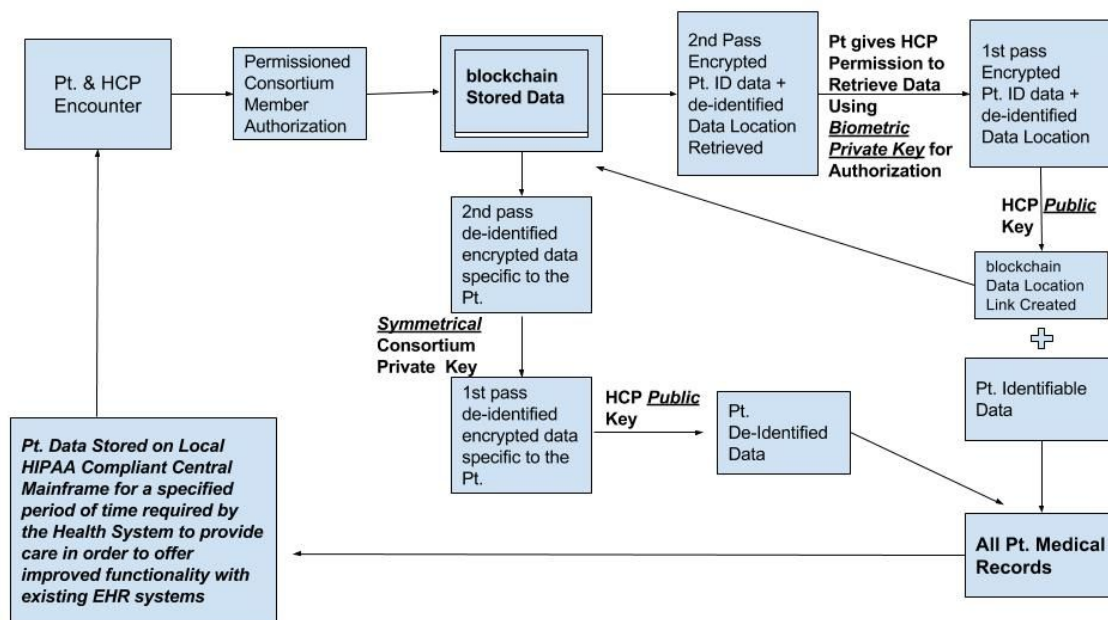 Pt. & HCP
Encounter
Permissioned
Consortium
Member
Authorization
blockchain
Stored Data
2nd Pass
Encrypted
Pt. ID data +
de-identified
Data Location
Retrieved
Pt gives HCP
Permission to
Retrieve Data
Using
Biometric
Private Key for
Authorization
1st pass
Encrypted
Pt. ID data +
de-identified
Data Location
HCP Public
Key
blockchain
Data Location
Link Created
Pt. Identifiable
Data
2nd pass
de-identified
encrypted data
specific to the
Pt.
Symmetrical
Consortium
Private Key
1st pass
de-identified
encrypted data
specific to the
Pt.
HCP Public
Key
Pt.
De-Identified
Data
All Pt. Medical
Records
Pt. Data Stored on Local
HIPAA Compliant Central
Mainframe for a specified
period of time required by
the Health System to provide
care in order to offer
improved functionality with
existing EHR systems